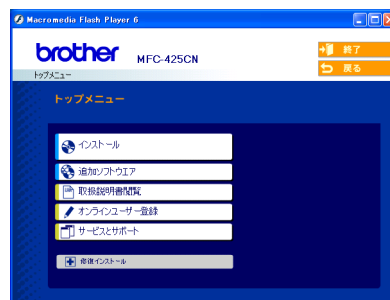 Macromedia Flash Player 6
brother
MFC-425CN
終了
戻る
トップメニュー
トップメニュー
インストール
追加ソフトウエア
取扱説明書閲覧
オンラインユーザー登録
サービスとサポート
修復インストール